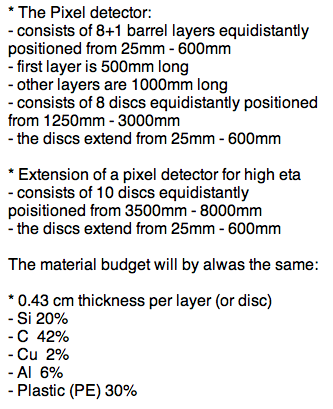 * The Pixel detector:
- consists of 8+1 barrel layers equidistantly
positioned from 25mm - 600mm
- first layer is 500mm long
- other layers are 1000mm long
- consists of 8 discs equidistantly positioned
from 1250mm - 3000mm
- the discs extend from 25mm - 600mm

* Extension of a pixel detector for high eta
- consists of 10 discs equidistantly
poisitioned from 3500mm - 8000mm
- the discs extend from 25mm - 600mm

The material budget will by alwas the same:

* 0.43 cm thickness per layer (or disc)
- Si 20%
- C  42%
- Cu  2%
- Al  6%
- Plastic (PE) 30%